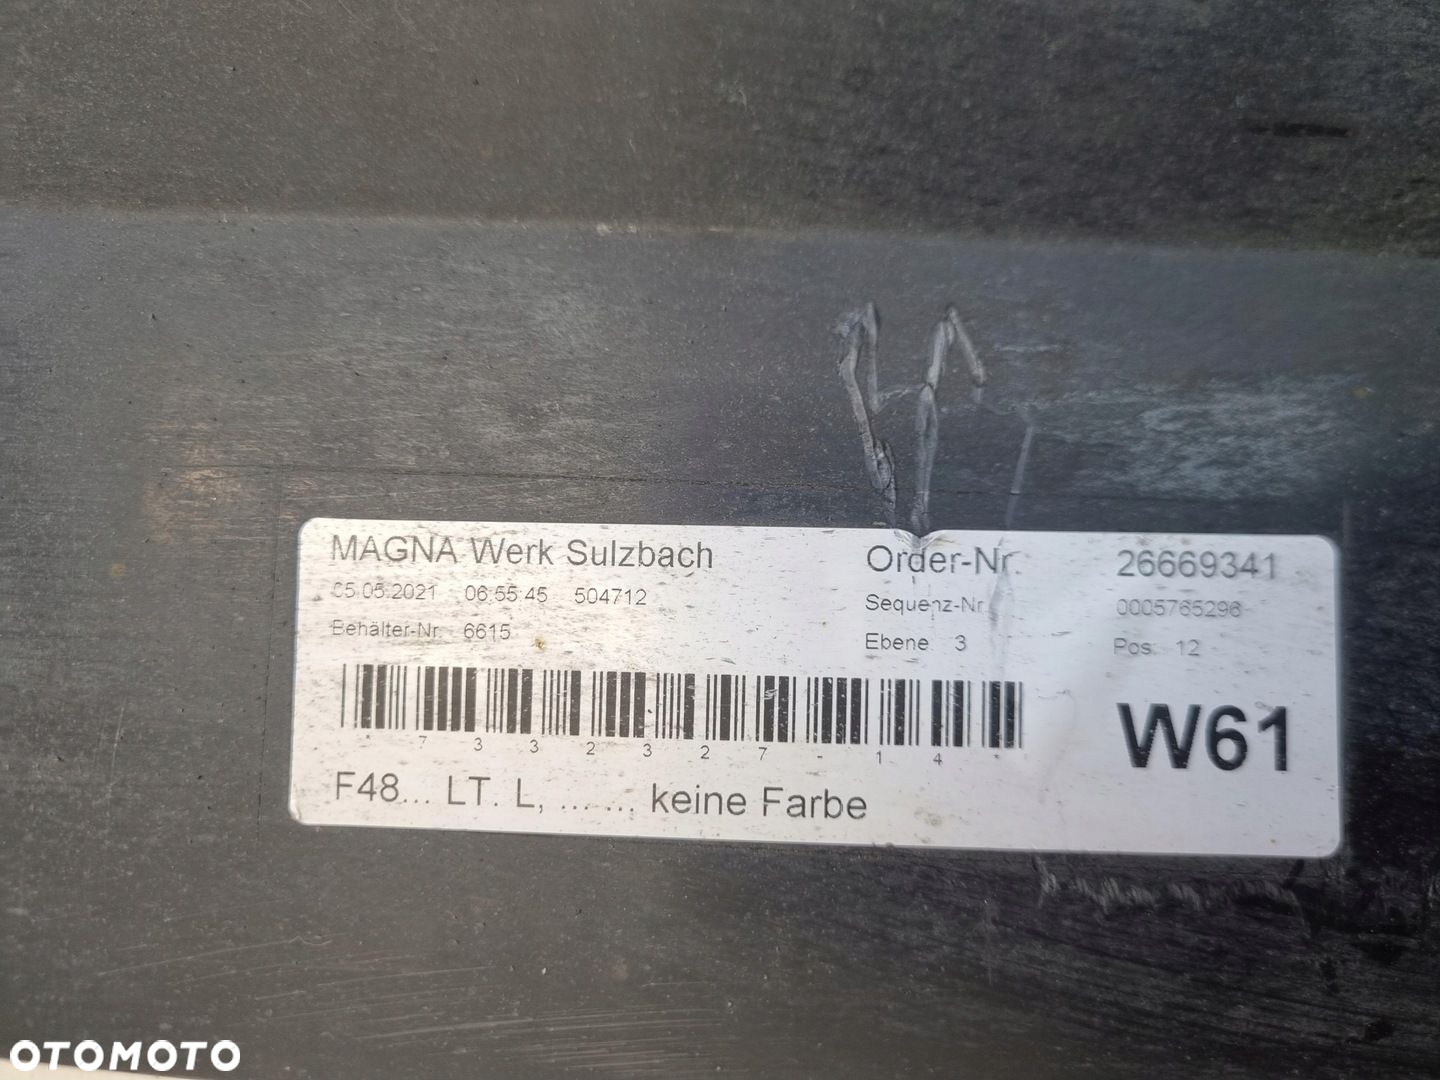 MAGNA Werk Sulzbach
Order-Nr. 26669341
05.05.2021 06:55:45 504712
Sequenz-Nr. 0005765296
Behälter-Nr. 6615
Ebene: 3 Pos.: 12
* 7 3 3 2 3 2 7 - 1 4
W61
F48... LT. L, ... ... keine Farbe
OTOMOTO